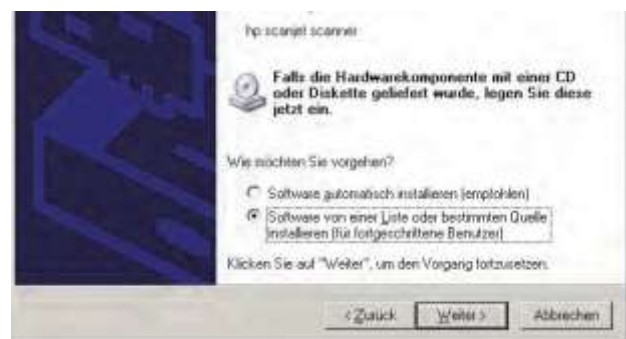 hp scanjet scanner
Falls die Hardwarekomponente mit einer CD
oder Diskette geliefert wurde, legen Sie diese
jetzt ein.
Wie möchten Sie vorgehen?
Software automatisch installieren (empfohlen)
Software von einer Liste oder bestimmten Quelle
installieren (für fortgeschrittene Benutzer)
Klicken Sie auf "Weiter", um den Vorgang fortzusetzen.
< Zurück Weiter > Abbrechen